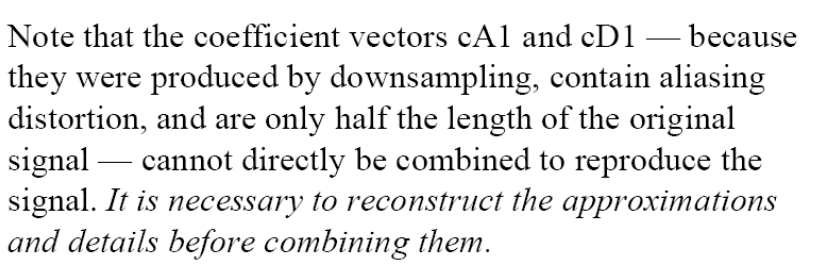 Note that the coefficient vectors cA1 and cD1 — because
they were produced by downsampling, contain aliasing
distortion, and are only half the length of the original
signal — cannot directly be combined to reproduce the
signal. It is necessary to reconstruct the approximations
and details before combining them.